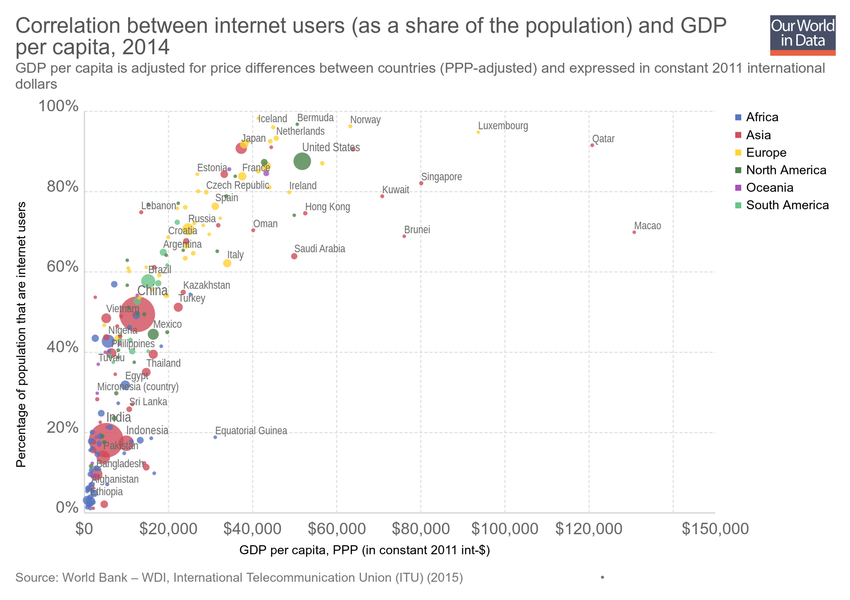 Correlation between internet users (as a share of the population) and GDP
per capita, 2014
Our World
in Data
GDP per capita is adjusted for price differences between countries (PPP-adjusted) and expressed in constant 2011 international
dollars
100%
80%
60%
40%
20%
0%
Percentage of population that are internet users
Iceland
Bermuda
Norway
Luxembourg
Netherlands
Japan
Qatar
United States
Estonia
France
Singapore
Czech Republic
Ireland
Kuwait
Spain
Lebanon
Hong Kong
Russia
Oman
Macao
Croatia
Brunei
Argentina
Saudi Arabia
Italy
Brazil
Kazakhstan
China
Turkey
Vietnam
Mexico
Nigeria
Philippines
Tuvalu
Thailand
Egypt
Micronesia (country)
Sri Lanka
India
Indonesia
Equatorial Guinea
Pakistan
Bangladesh
Afghanistan
Ethiopia
$0
$20,000
$40,000
$60,000
$80,000
$100,000
$120,000
$150,000
GDP per capita, PPP (in constant 2011 int-$)
Africa
Asia
Europe
North America
Oceania
South America
Source: World Bank – WDI, International Telecommunication Union (ITU) (2015)